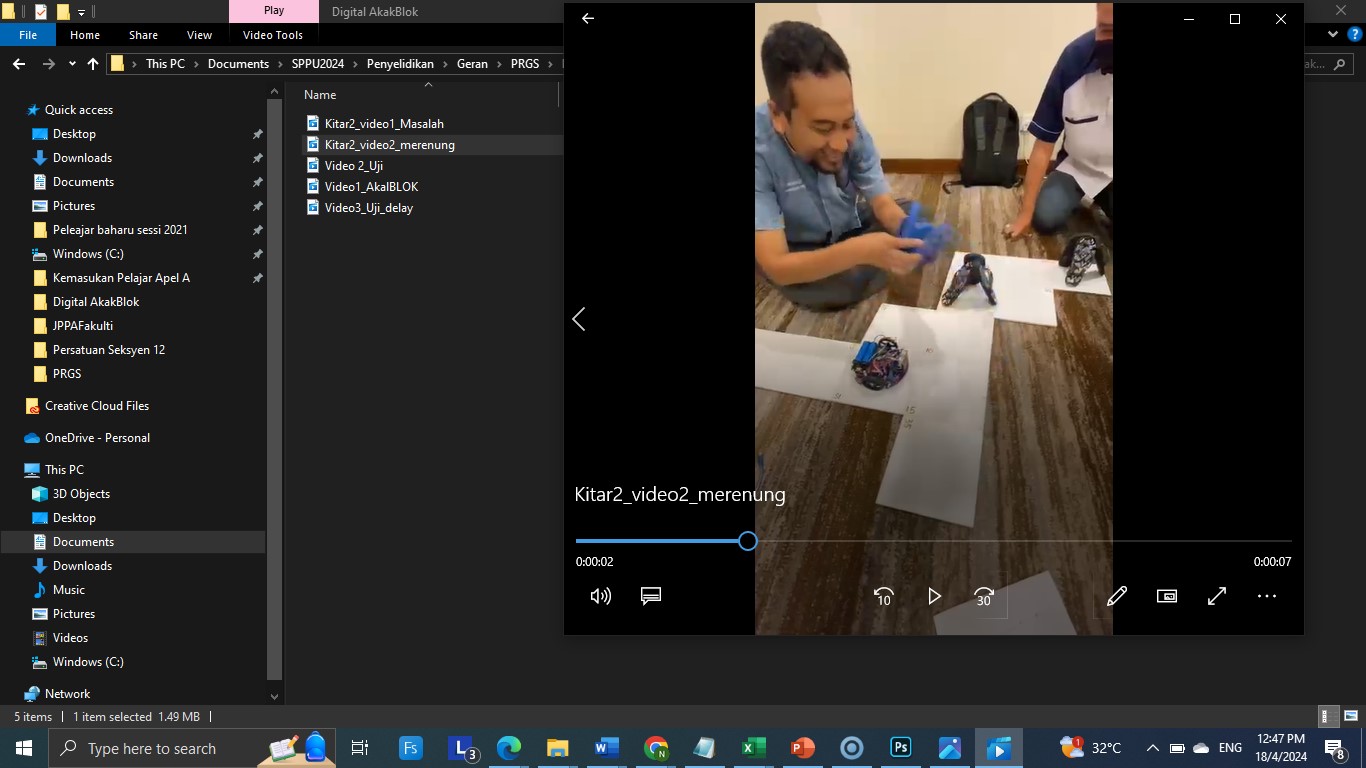 Play
Digital AkakBlok
File
Home
Share
View
Video Tools
This PC
Documents
SPPU2024
Penyelidikan
Geran
PRGS
Name
Quick access
Desktop
Downloads
Documents
Pictures
Peleajar baharu sessi 2021
Windows (C:)
Kemasukan Pelajar Apel A
Digital AkakBlok
JPPAFakulti
Persatuan Seksyen 12
PRGS
Creative Cloud Files
OneDrive - Personal
This PC
3D Objects
Desktop
Documents
Downloads
Music
Pictures
Videos
Windows (C:)
Network
Kitar2_video1_Masalah
Kitar2_video2_merenung
Video 2_Uji
Video1_AkalBLOK
Video3_Uji_delay
Kitar2_video2_merenung
0:00:02
0:00:07
10
30
5 items
1 item selected 1.49 MB
Type here to search
Fs
L
3
W
N
X
P
Ps
1
32°C
ENG
12:47 PM
18/4/2024
8